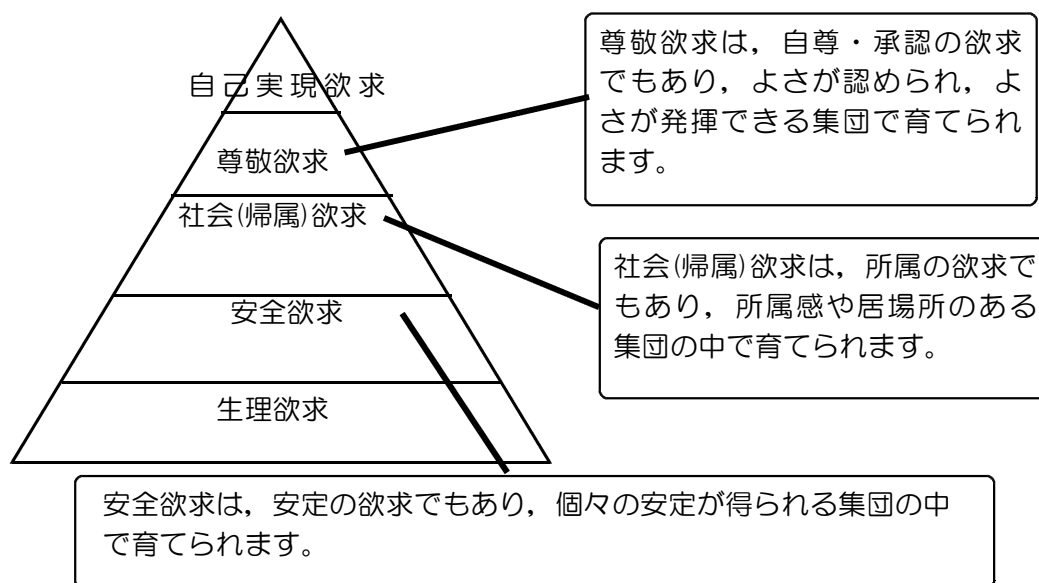 自己実現欲求
尊敬欲求
社会(帰属)欲求
安全欲求
生理欲求
尊敬欲求は，自尊・承認の欲求
でもあり，よさが認められ，よ
さが発揮できる集団で育てられ
ます。
社会(帰属)欲求は，所属の欲求で
もあり，所属感や居場所のある
集団の中で育てられます。
安全欲求は，安定の欲求でもあり，個々の安定が得られる集団の中
で育てられます。